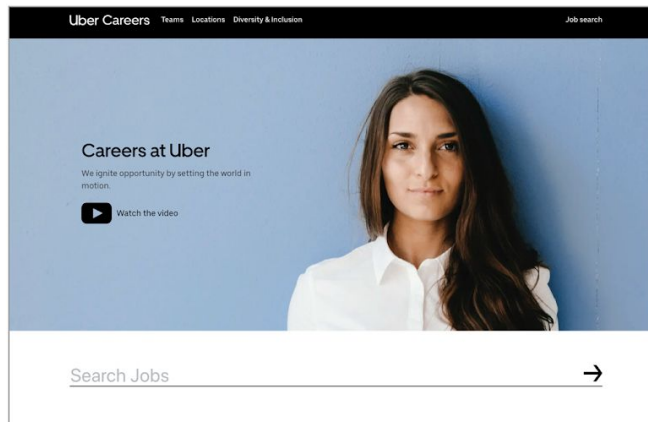 Uber Careers Teams Locations Diversity & Inclusion Job search
Careers at Uber
We ignite opportunity by setting the world in
motion.
Watch the video
Search Jobs